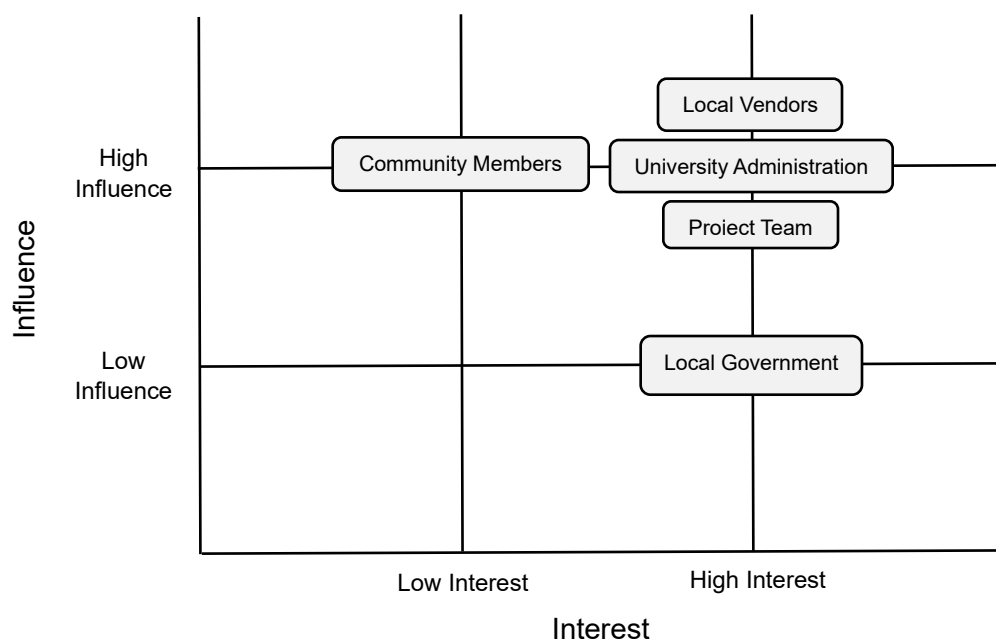 Local Vendors
High
Influence
Community Members
University Administration
Proiect Team
Influence
Low
Influence
Local Government
Low Interest
High Interest
Interest